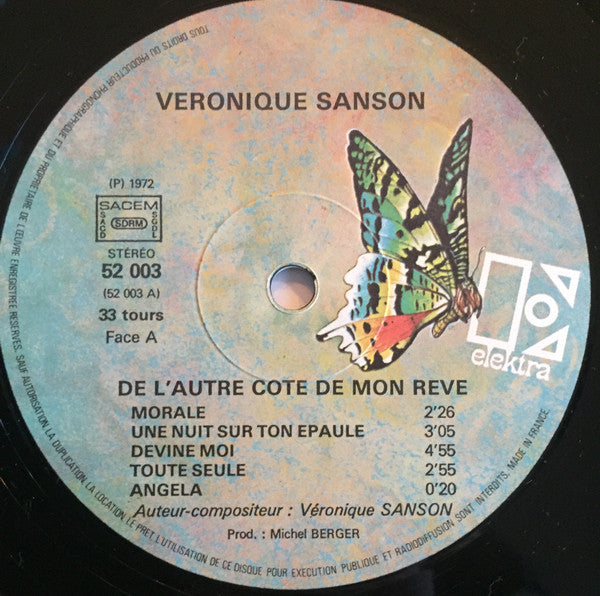 TOUS DROITS DU PRODUCTEUR PHONOGRAPHIQUE ET DU PROPRIETAIRE DE L'ŒUVRE ENREGISTREE RESERVES. SAUF AUTORISATION LA DUPLICATION LA LOCATION, LE PRET L'UTILISATION DE CE DISQUE POUR EXECUTION PUBLIQUE ET RADIODIFFUSION SONT INTERDITS. MADE IN FRANCE.
VERONIQUE SANSON
(P) 1972
SACEM
SACD SDRM SGDL
STÉRÉO
52 003
(52 003 A)
33 tours
Face A
elektra
DE L'AUTRE COTE DE MON REVE
MORALE 2'26
UNE NUIT SUR TON EPAULE 3'05
DEVINE MOI 4'55
TOUTE SEULE 2'55
ANGELA 0'20
Auteur-compositeur : Véronique SANSON
Prod. : Michel BERGER